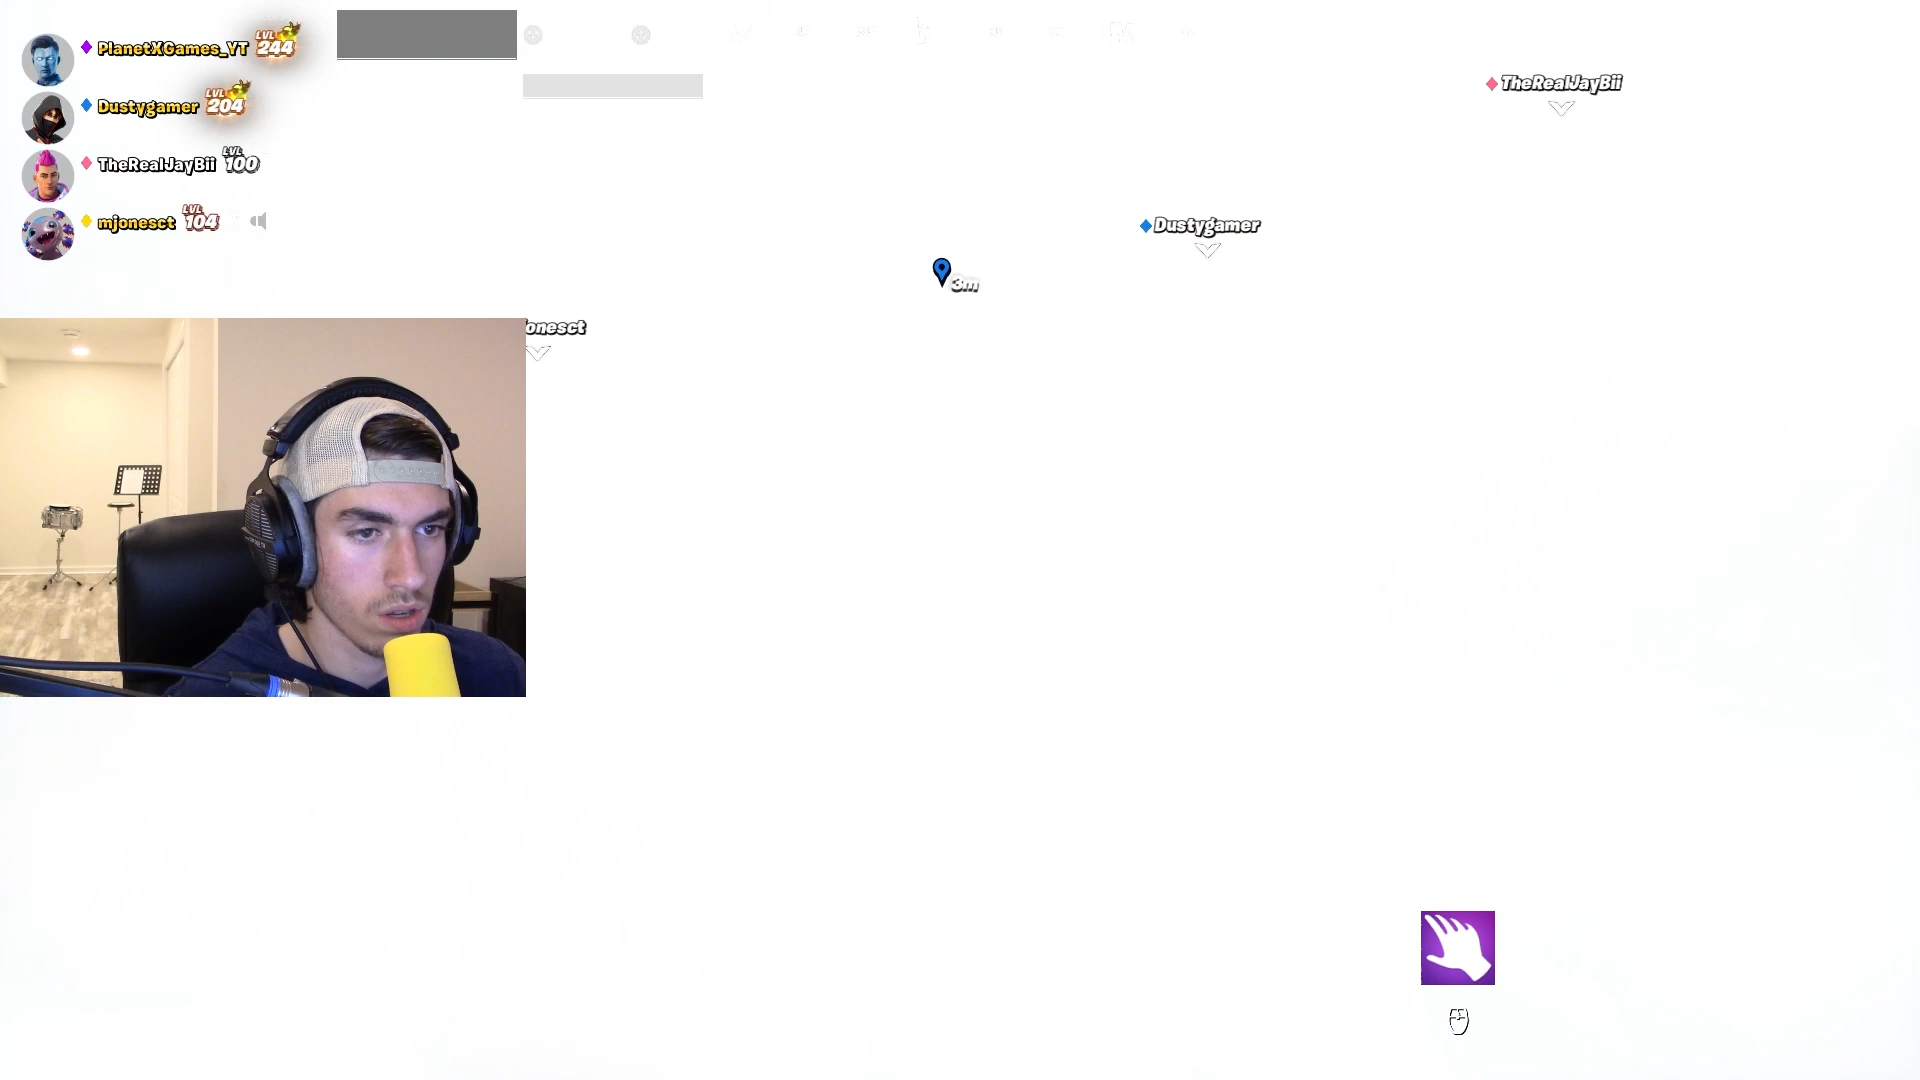 PlanetXGames_YT LVL 244
Dustygamer LVL 204
TheRealJayBii LVL 100
mjonesct LVL 104
TheRealJayBii
Dustygamer
3m
onesct